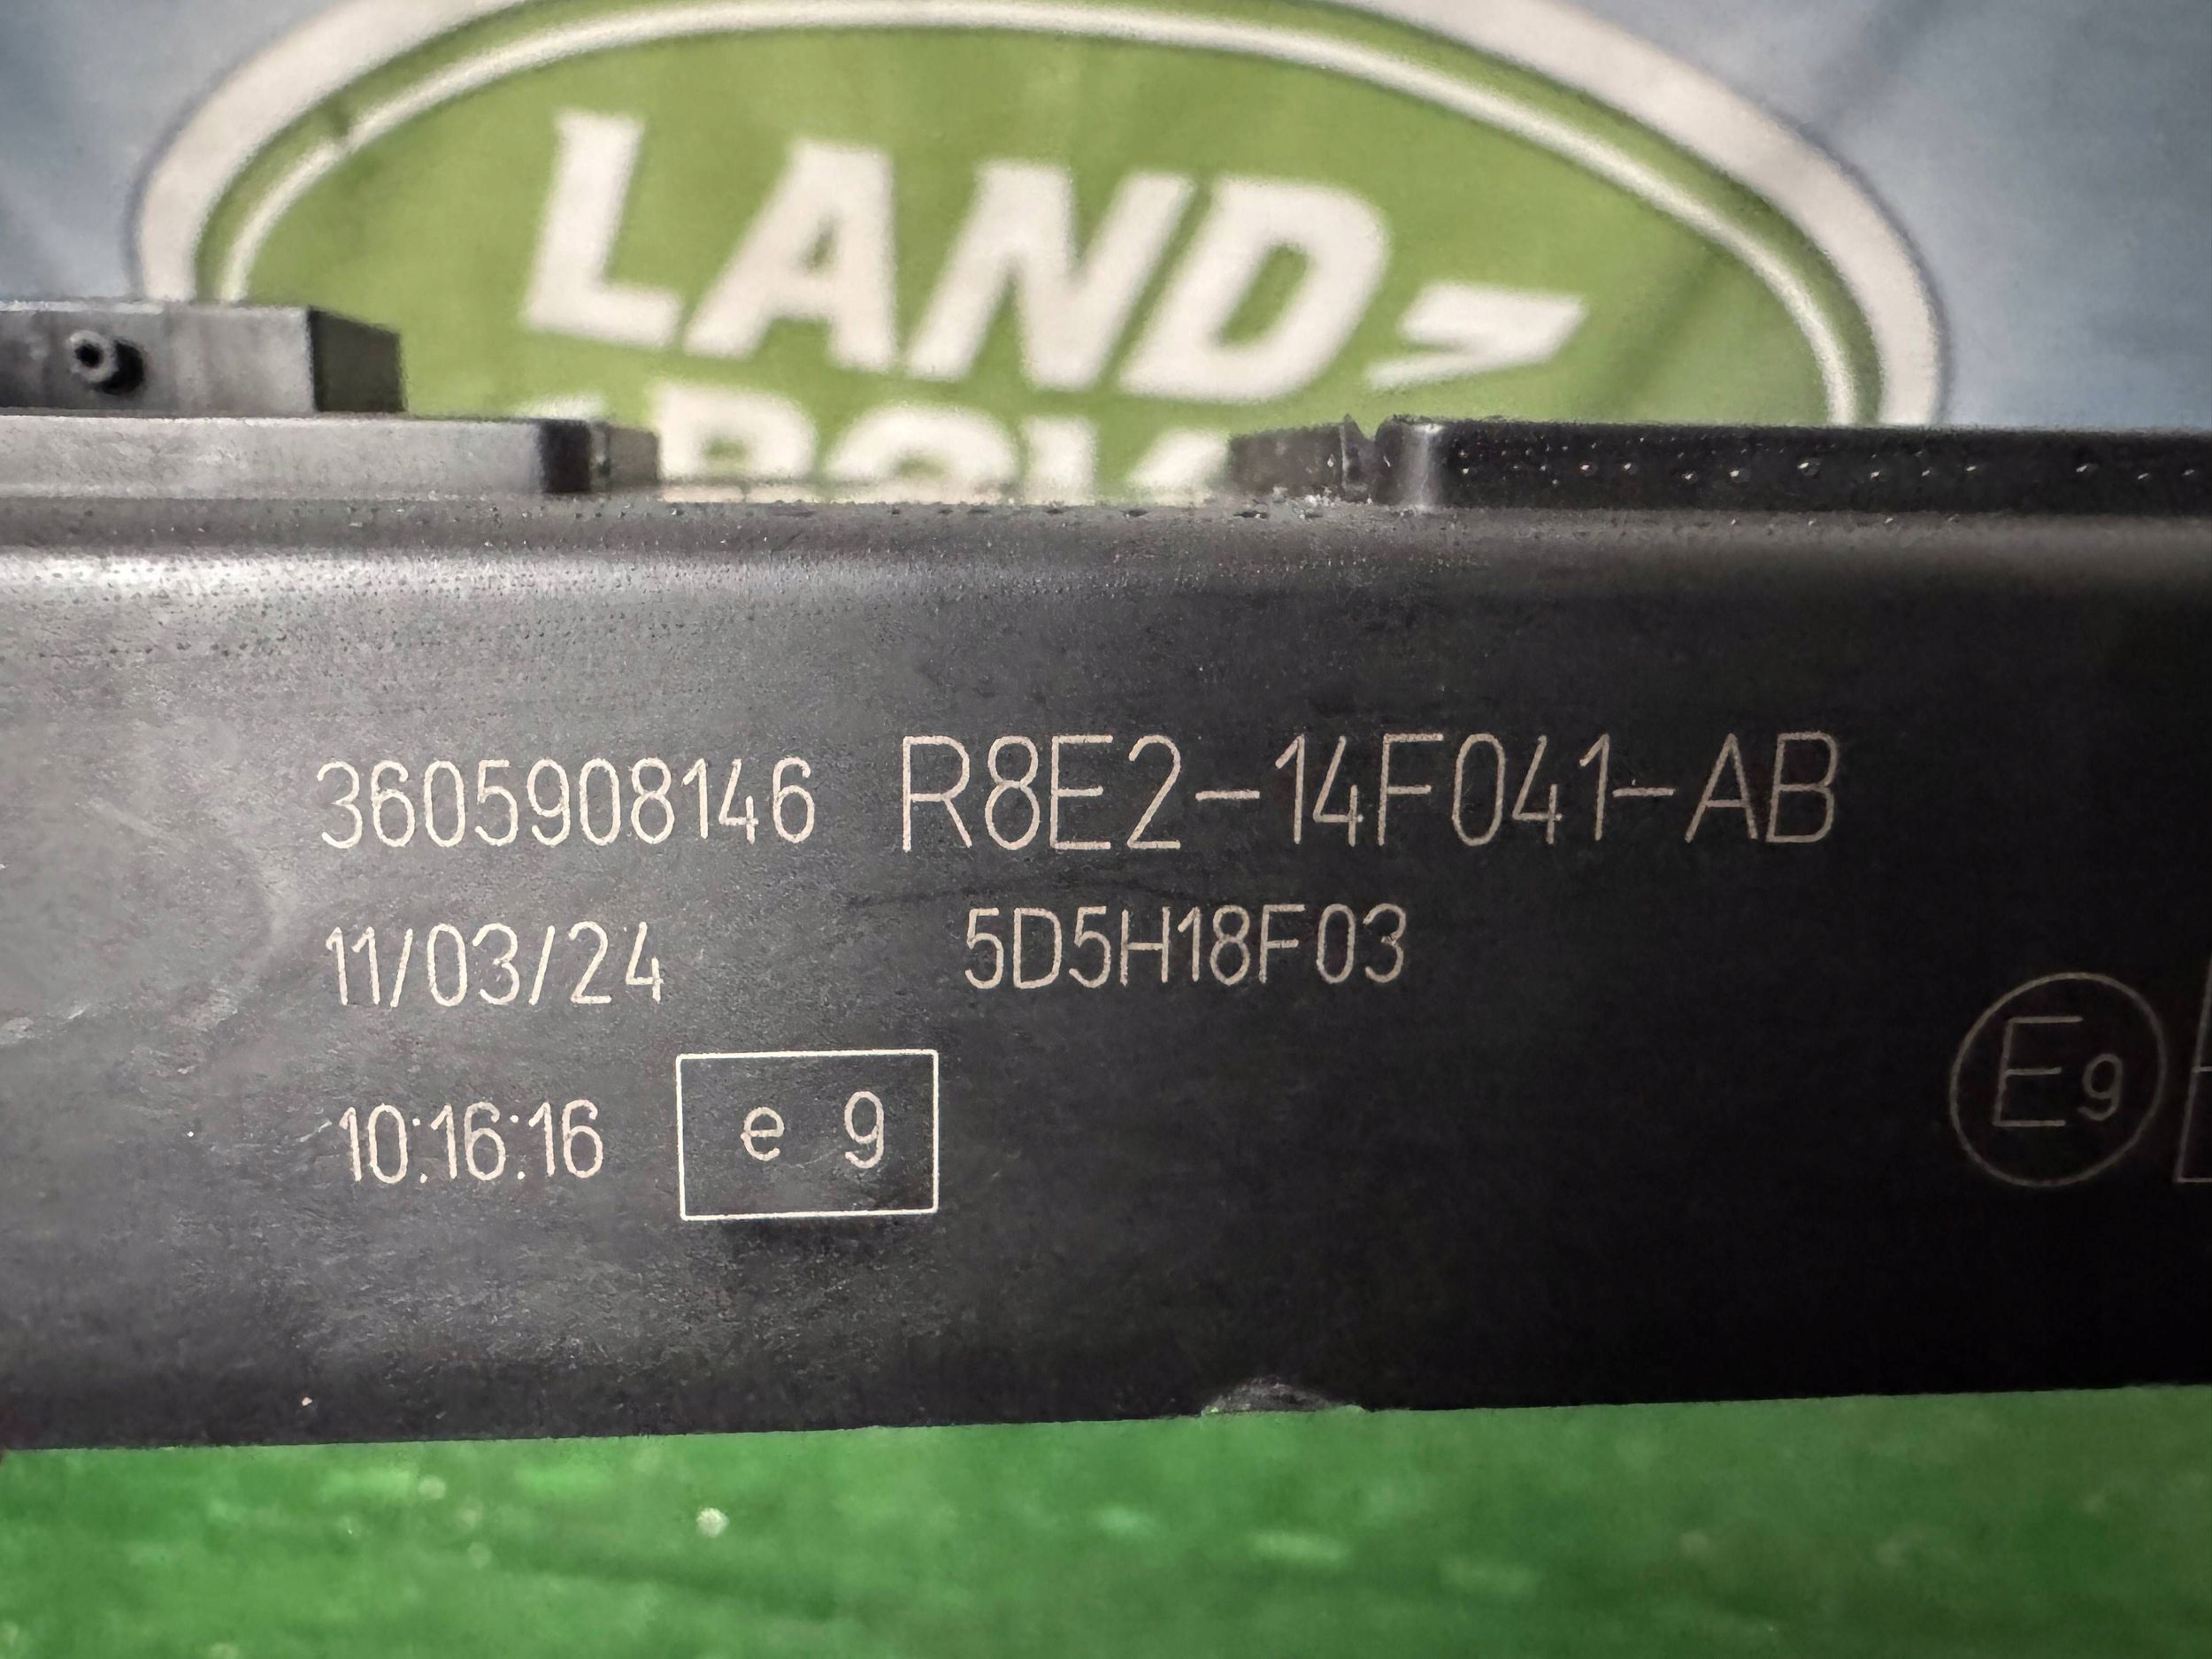 LAND
3605908146 R8E2-14F041-AB
11/03/24 5D5H18F03
10:16:16 e 9
E9